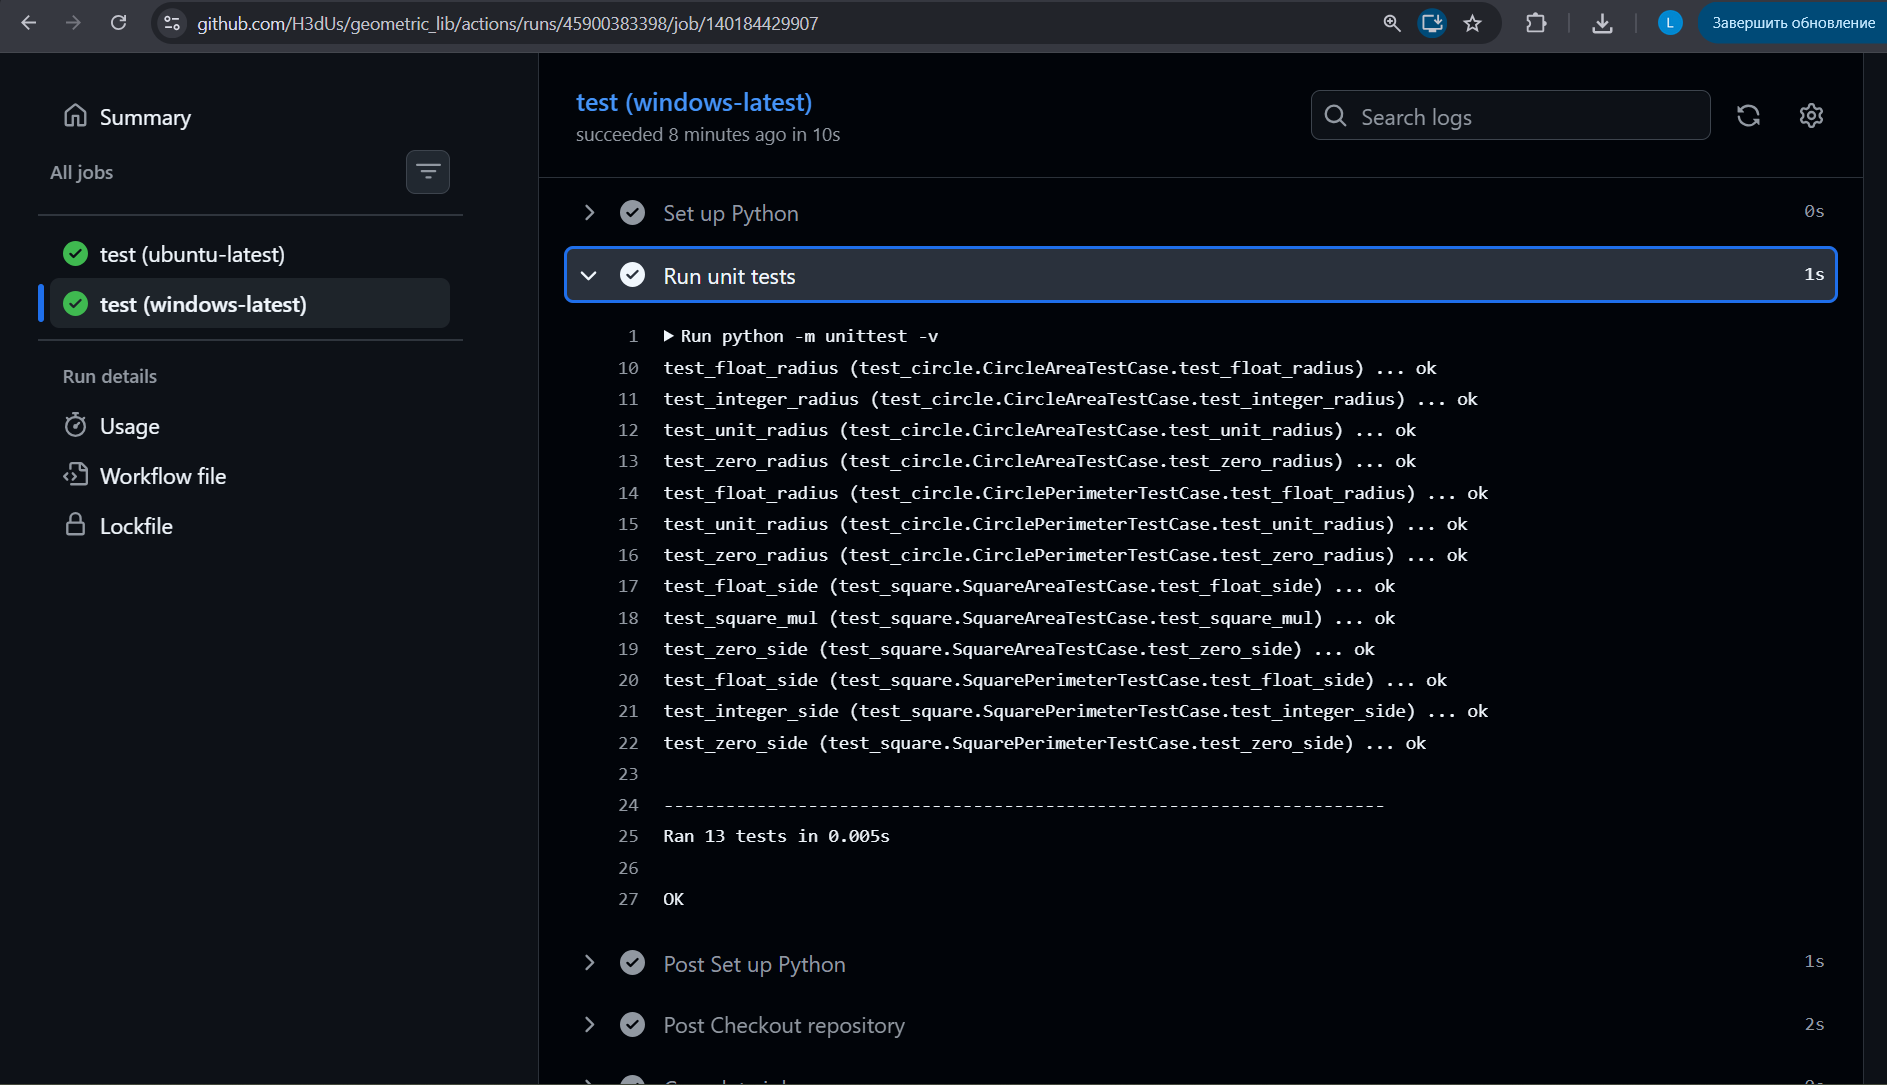 github.com/H3dUs/geometric_lib/actions/runs/45900383398/job/140184429907
L
Завершить обновление
Summary
All jobs
test (ubuntu-latest)
test (windows-latest)
Run details
Usage
Workflow file
Lockfile
test (windows-latest)
succeeded 8 minutes ago in 10s
Search logs
Set up Python 0s
Run unit tests 1s
1 Run python -m unittest -v
10 test_float_radius (test_circle.CircleAreaTestCase.test_float_radius) ... ok
11 test_integer_radius (test_circle.CircleAreaTestCase.test_integer_radius) ... ok
12 test_unit_radius (test_circle.CircleAreaTestCase.test_unit_radius) ... ok
13 test_zero_radius (test_circle.CircleAreaTestCase.test_zero_radius) ... ok
14 test_float_radius (test_circle.CirclePerimeterTestCase.test_float_radius) ... ok
15 test_unit_radius (test_circle.CirclePerimeterTestCase.test_unit_radius) ... ok
16 test_zero_radius (test_circle.CirclePerimeterTestCase.test_zero_radius) ... ok
17 test_float_side (test_square.SquareAreaTestCase.test_float_side) ... ok
18 test_square_mul (test_square.SquareAreaTestCase.test_square_mul) ... ok
19 test_zero_side (test_square.SquareAreaTestCase.test_zero_side) ... ok
20 test_float_side (test_square.SquarePerimeterTestCase.test_float_side) ... ok
21 test_integer_side (test_square.SquarePerimeterTestCase.test_integer_side) ... ok
22 test_zero_side (test_square.SquarePerimeterTestCase.test_zero_side) ... ok
23
24 ----------------------------------------------------------------------
25 Ran 13 tests in 0.005s
26
27 OK
Post Set up Python 1s
Post Checkout repository 2s